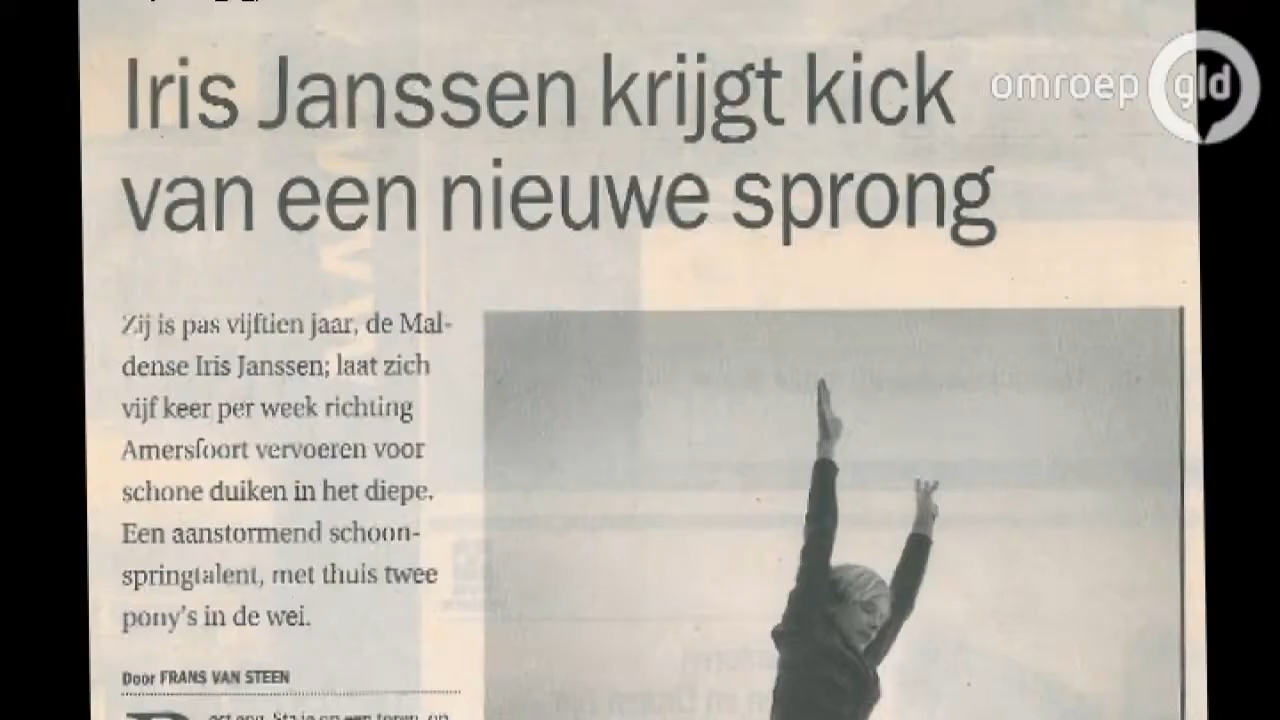 omroep gld
Iris Janssen krijgt kick
van een nieuwe sprong
Zij is pas vijftien jaar, de Mal-
dense Iris Janssen; laat zich
vijf keer per week richting
Amersfoort vervoeren voor
schone duiken in het diepe.
Een aanstormend schoon-
springtalent, met thuis twee
pony's in de wei.
Door FRANS VAN STEEN